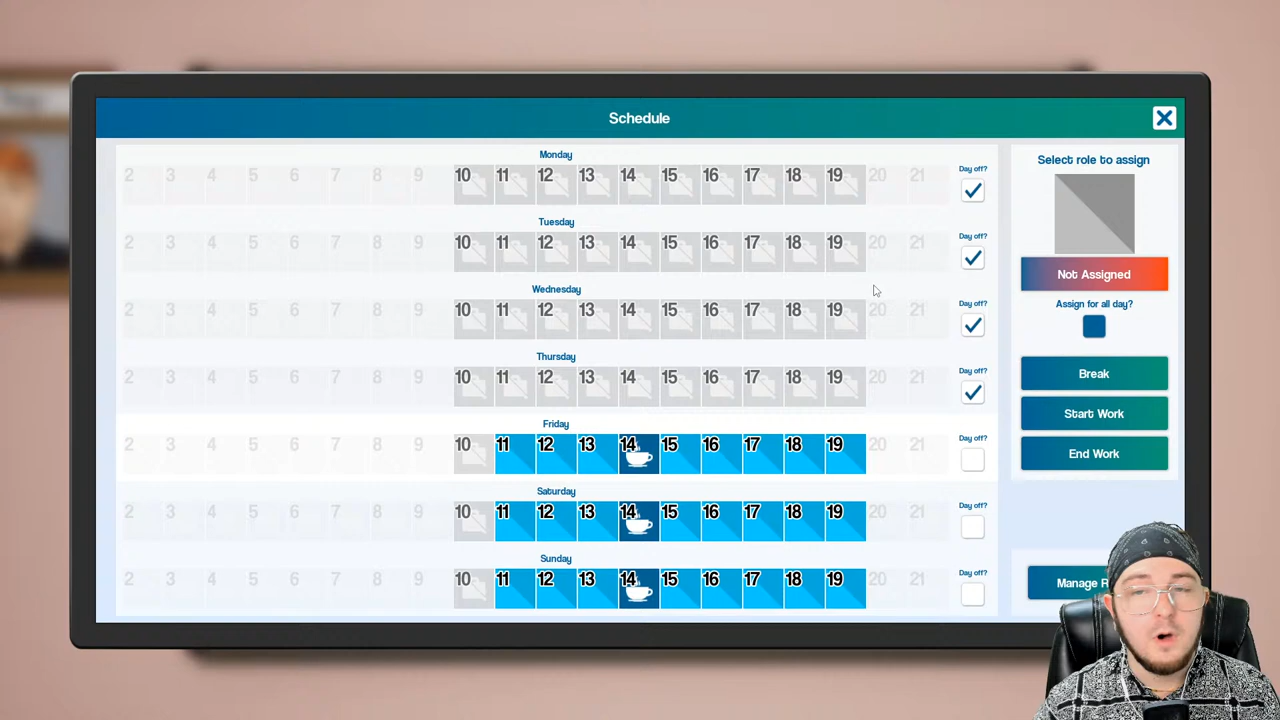 Schedule
Monday
Day off?
2 3 4 5 6 7 8 9 10 11 12 13 14 15 16 17 18 19 20 21
Tuesday
Day off?
2 3 4 5 6 7 8 9 10 11 12 13 14 15 16 17 18 19 20 21
Wednesday
Day off?
2 3 4 5 6 7 8 9 10 11 12 13 14 15 16 17 18 19 20 21
Thursday
Day off?
2 3 4 5 6 7 8 9 10 11 12 13 14 15 16 17 18 19 20 21
Friday
Day off?
2 3 4 5 6 7 8 9 10 11 12 13 14 15 16 17 18 19 20 21
Saturday
Day off?
2 3 4 5 6 7 8 9 10 11 12 13 14 15 16 17 18 19 20 21
Sunday
Day off?
2 3 4 5 6 7 8 9 10 11 12 13 14 15 16 17 18 19 20 21
Select role to assign
Not Assigned
Assign for all day?
Break
Start Work
End Work
Manage